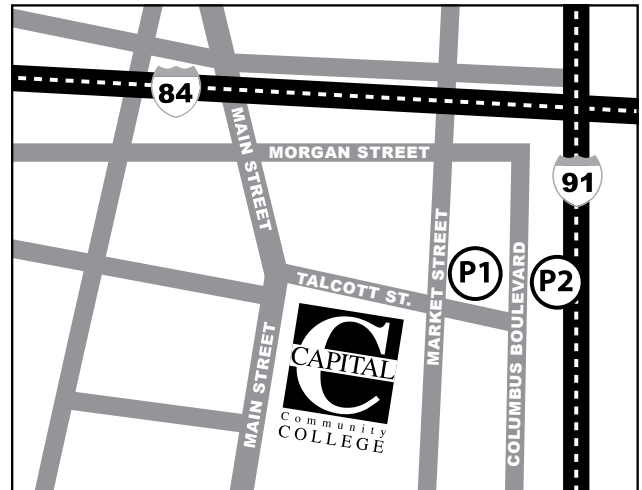 84
MAIN STREET
MORGAN STREET
91
MARKET STREET
COLUMBUS BOULEVARD
TALCOTT ST.
P1
P2
MAIN STREET
C
CAPITAL
Community
COLLEGE